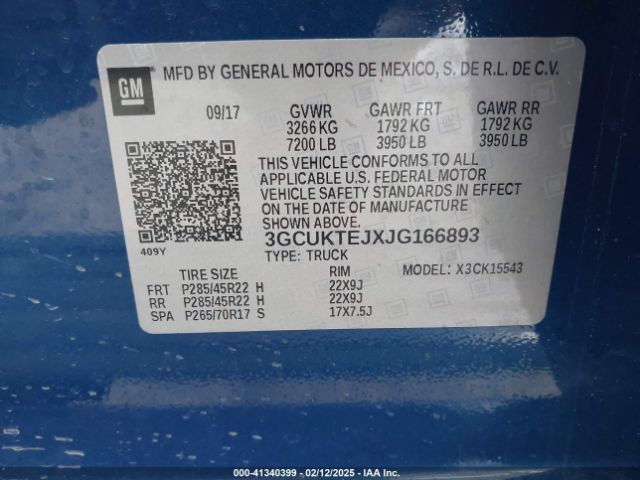 GM
MFD BY GENERAL MOTORS DE MEXICO, S. DE R.L. DE C.V.
09/17 GVWR GAWR FRT GAWR RR
3266 KG 1792 KG 1792 KG
7200 LB 3950 LB 3950 LB
THIS VEHICLE CONFORMS TO ALL
APPLICABLE U.S. FEDERAL MOTOR
VEHICLE SAFETY STANDARDS IN EFFECT
ON THE DATE OF MANUFACTURE
SHOWN ABOVE.
409Y
3GCUKTEJXJG166893
TYPE: TRUCK MODEL: X3CK15543
TIRE SIZE RIM
FRT P285/45R22 H 22X9J
RR P285/45R22 H 22X9J
SPA P265/70R17 S 17X7.5J
000-41340399 - 02/12/2025 - IAA Inc.